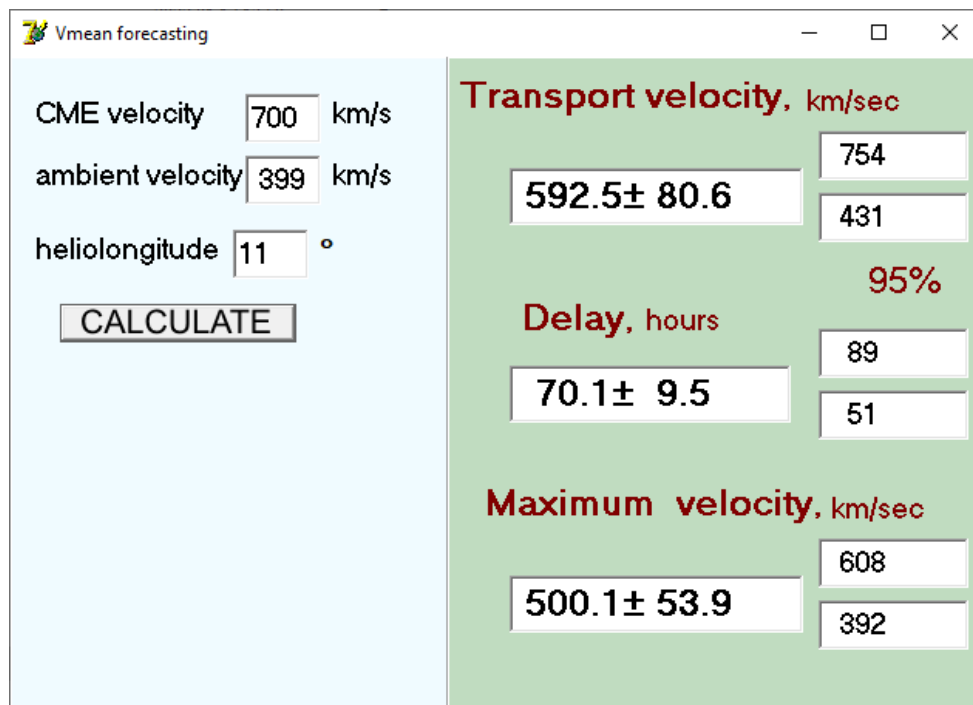 Vmean forecasting
CME velocity 700 km/s
ambient velocity 399 km/s
heliolongitude 11 °
CALCULATE
Transport velocity, km/sec
592.5± 80.6
754
431
95%
Delay, hours
70.1± 9.5
89
51
Maximum velocity, km/sec
500.1± 53.9
608
392